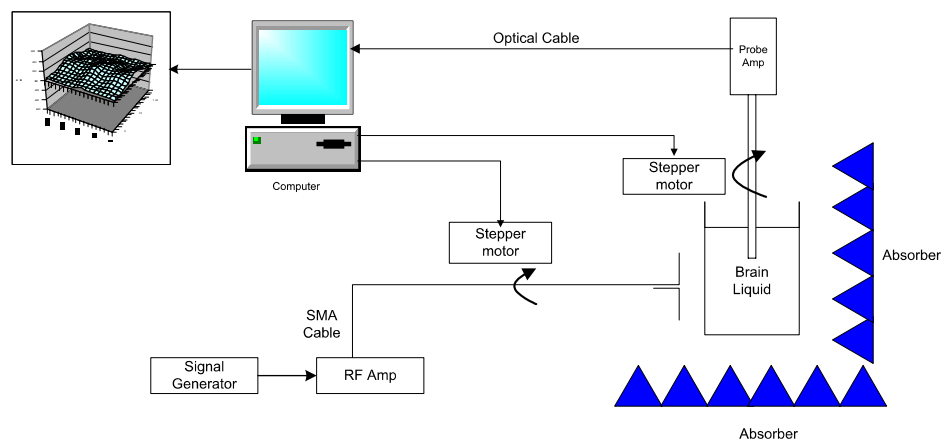 Optical Cable
Probe
Amp
Computer
Stepper
motor
Stepper
motor
Brain
Liquid
Absorber
SMA
Cable
Signal
Generator
RF Amp
Absorber